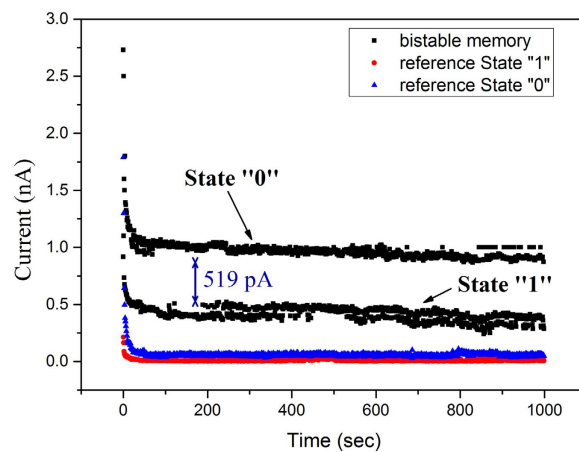 3.0
2.5
2.0
1.5
1.0
0.5
0.0
Current (nA)
bistable memory
reference State "1"
reference State "0"
State "0"
519 pA
State "1"
0
200
400
600
800
1000
Time (sec)